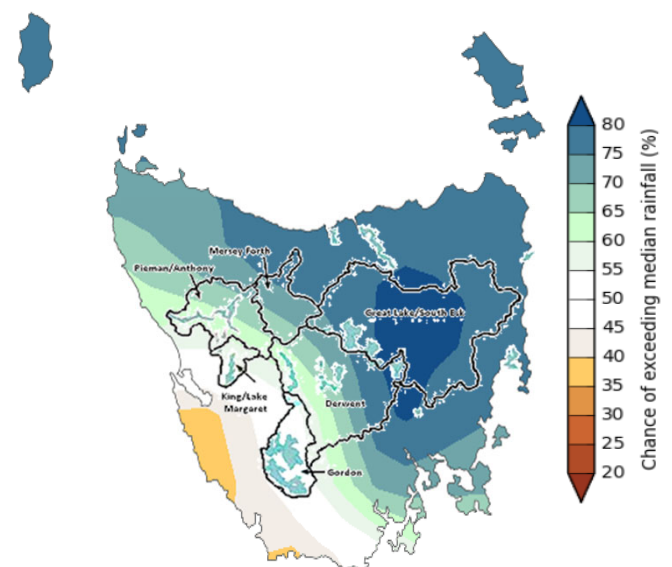 Mersey Forth
Pieman/Anthony
Great Lake/South Esk
King/Lake
Margaret
Derwent
Gordon
80
75
70
65
60
55
50
45
40
35
30
25
20
Chance of exceeding median rainfall (%)